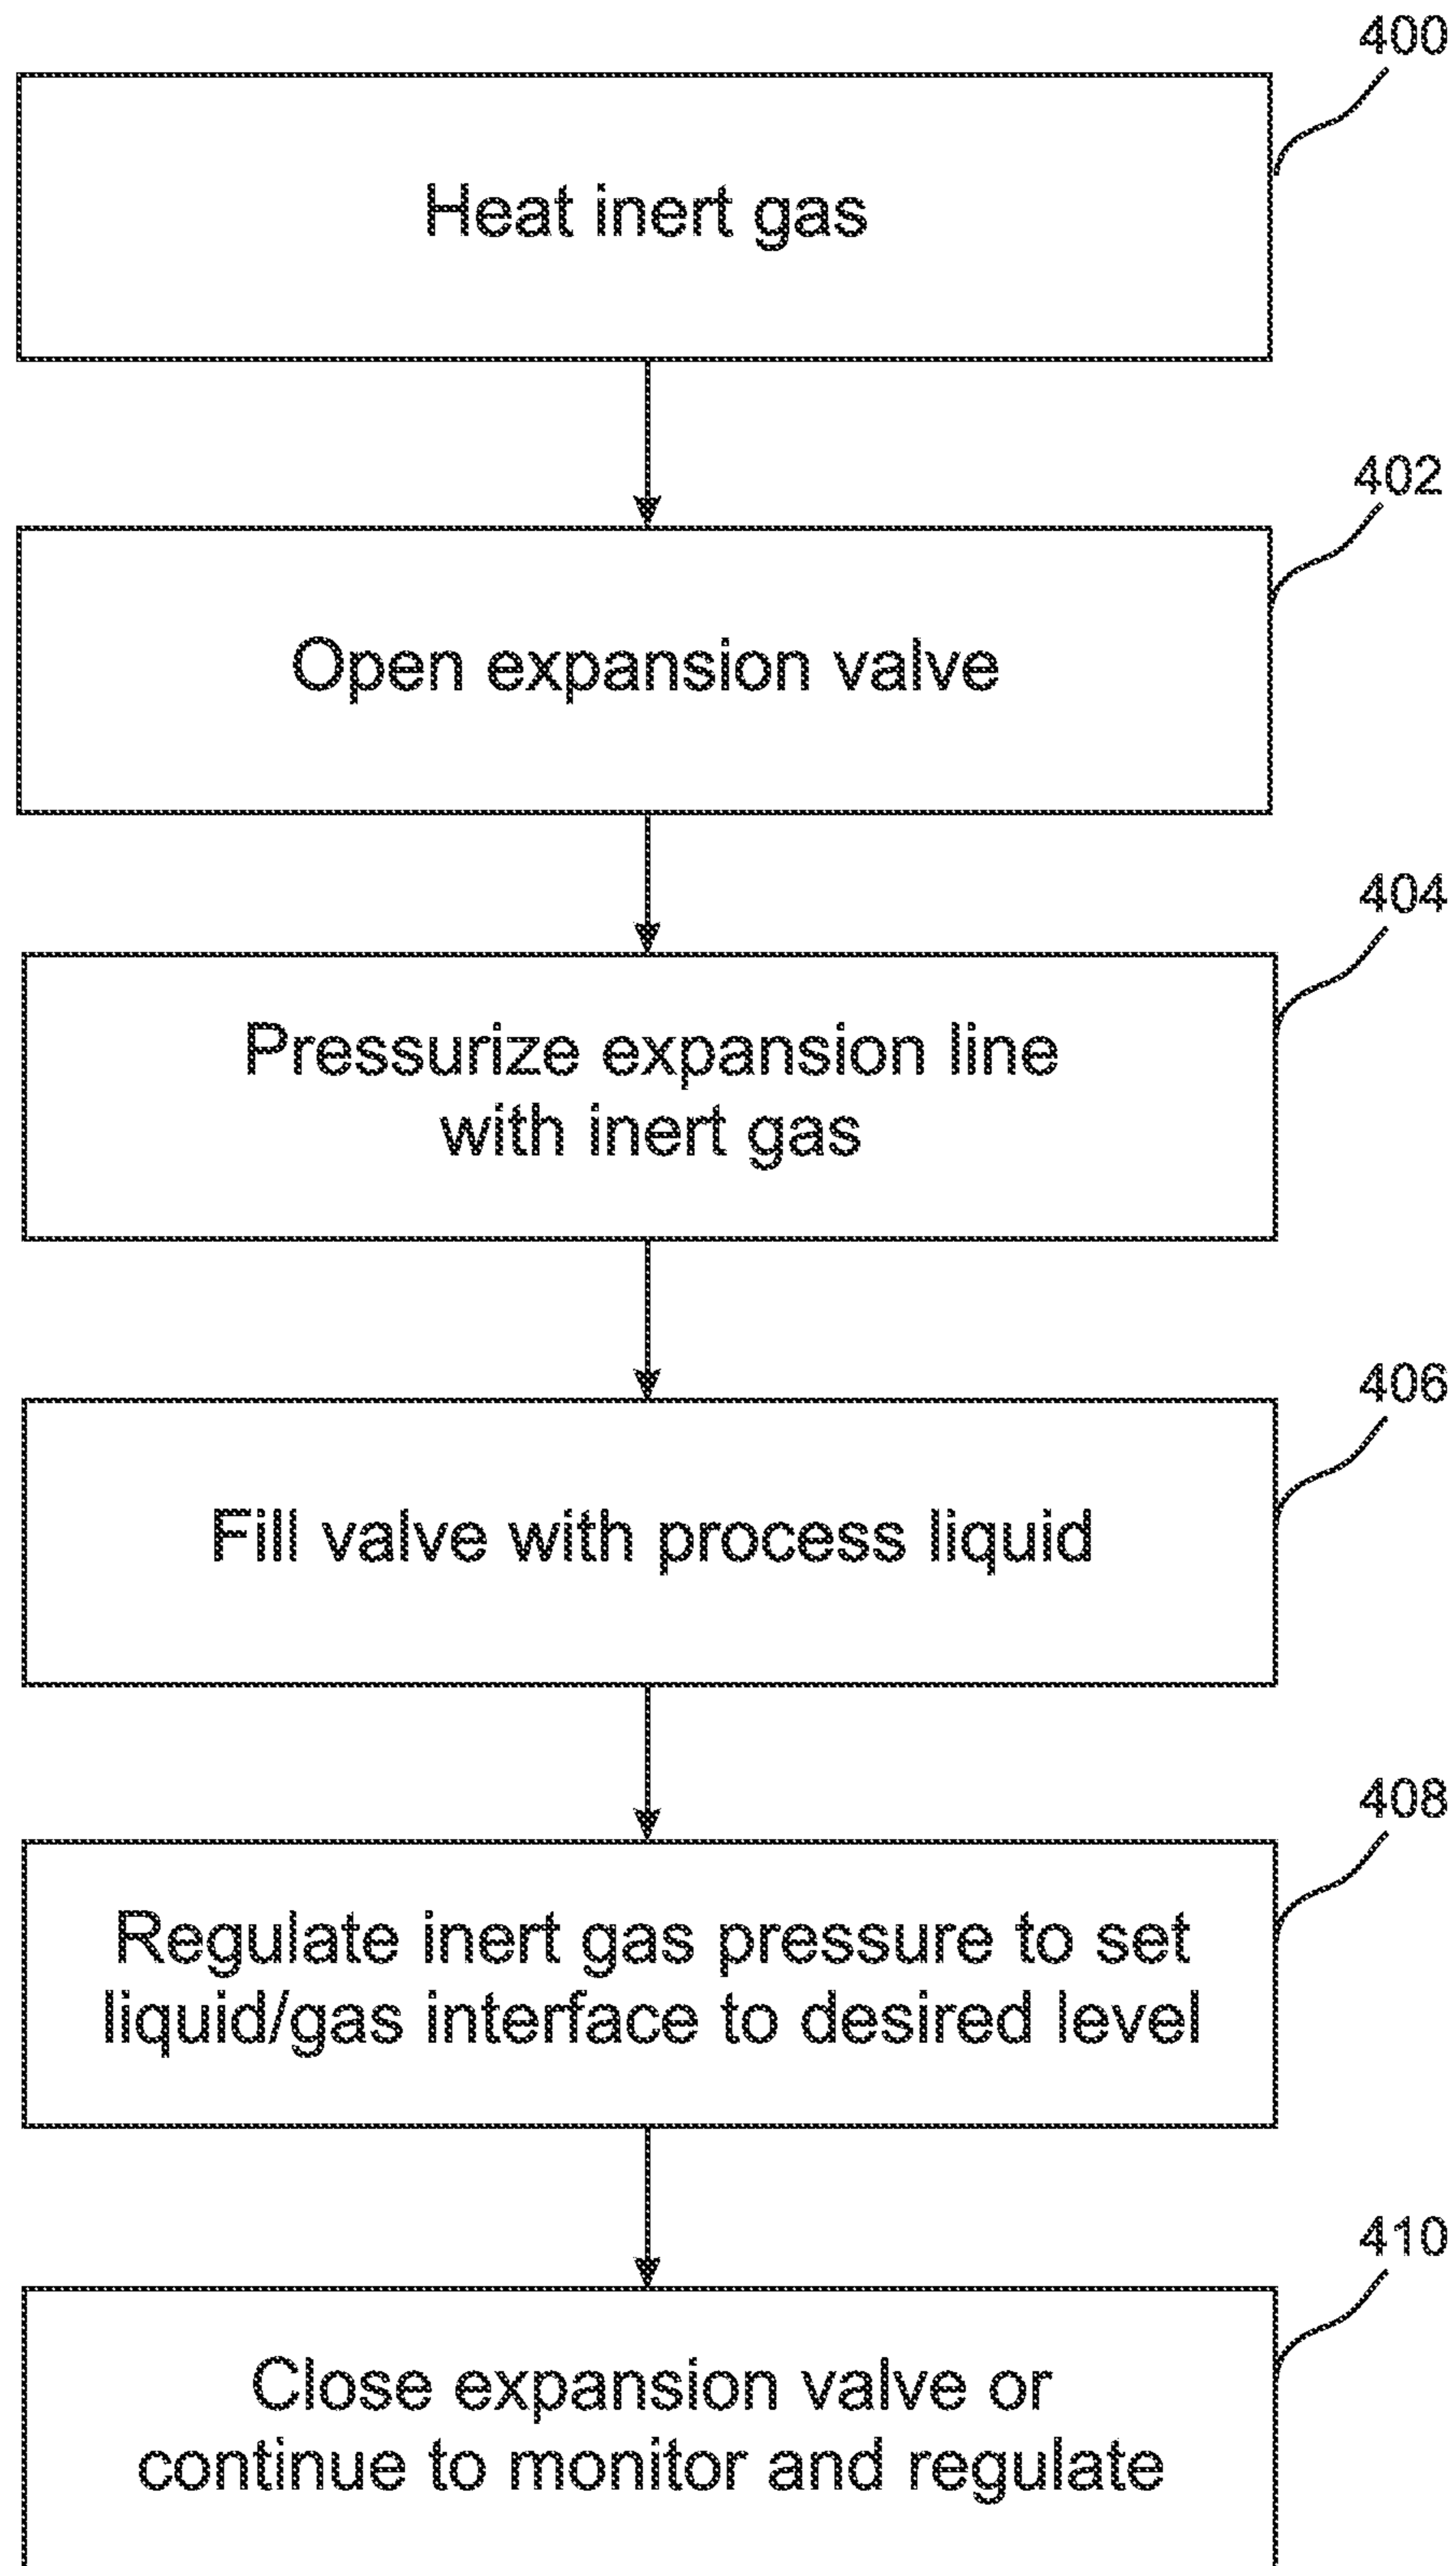 400
Heat inert gas
402
Open expansion valve
404
Pressurize expansion line
with inert gas
406
Fill valve with process liquid
408
Regulate inert gas pressure to set
liquid/gas interface to desired level
410
Close expansion valve or
continue to monitor and regulate